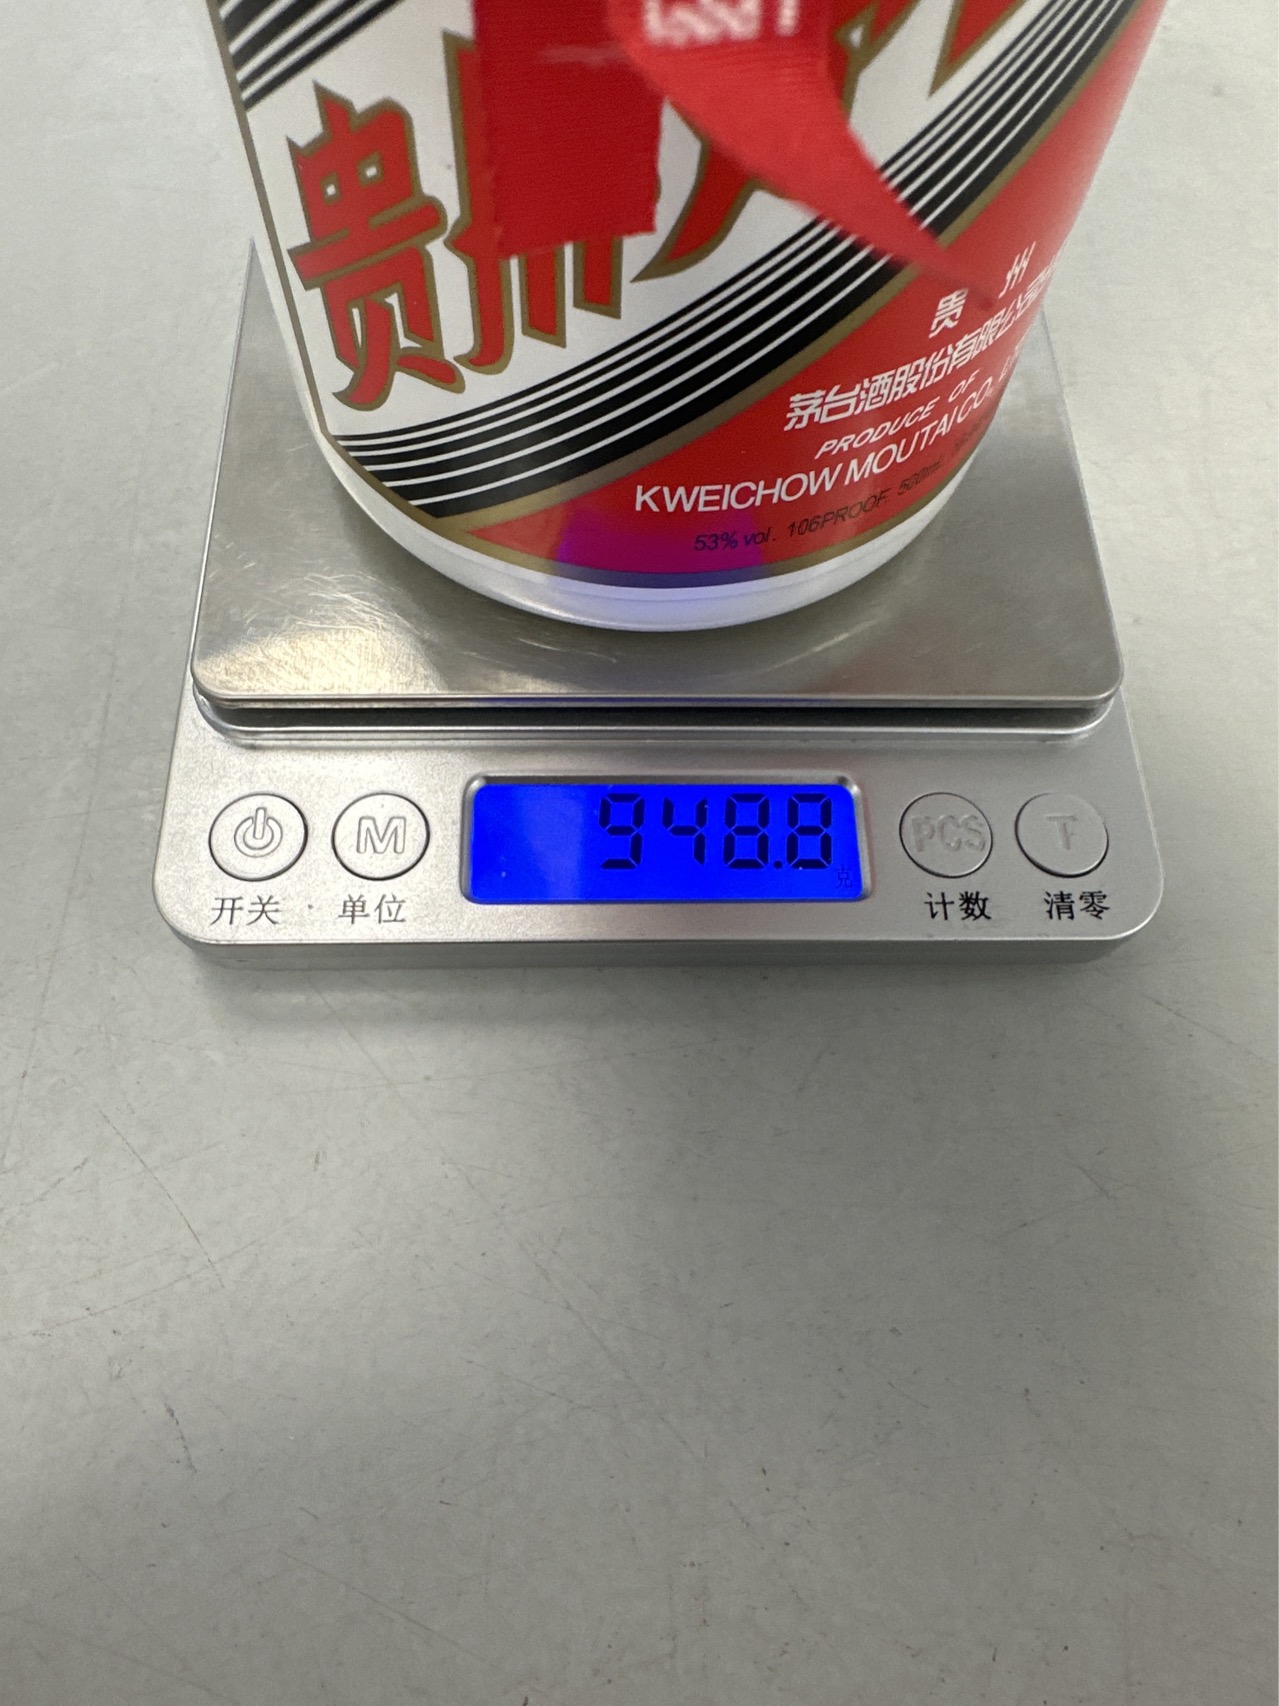 贵州
贵 州
茅台酒股份有限公司
PRODUCE OF
KWEICHOW MOUTAI CO.,
53% vol. 106PROOF. 500mL
948.8
克
M
PCS
T
开关
单位
计数
清零